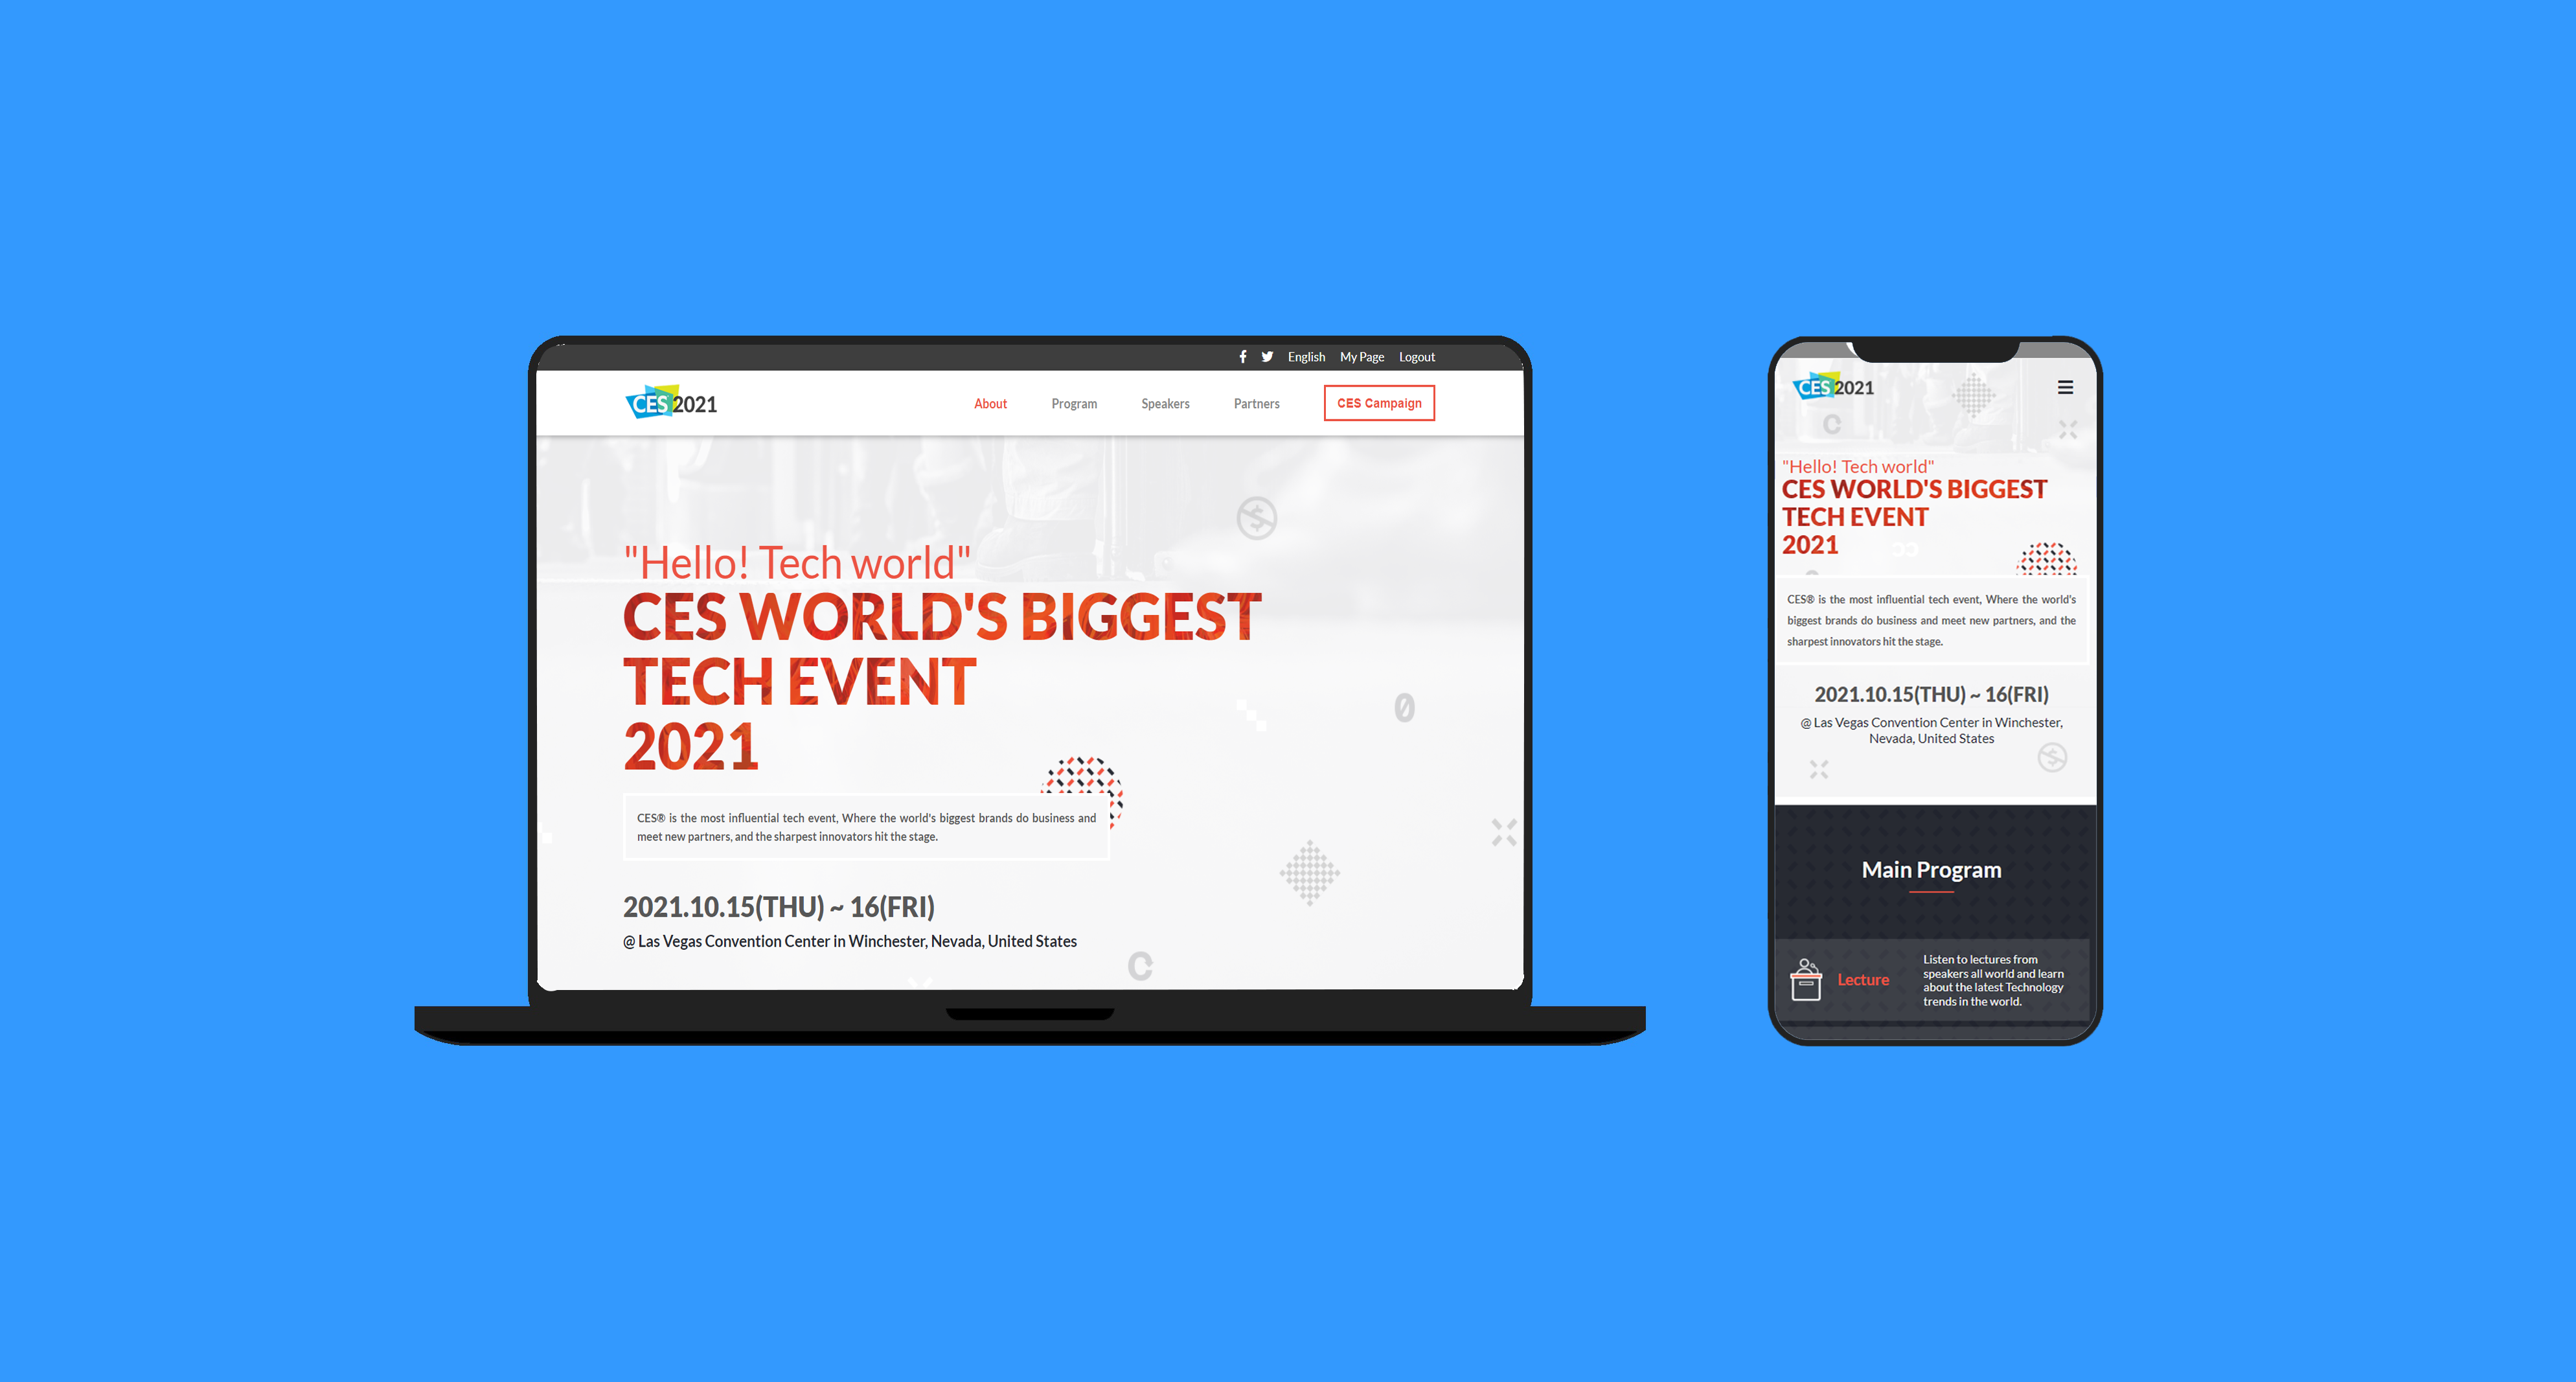 English My Page Logout
CES 2021
About Program Speakers Partners CES Campaign
"Hello! Tech world"
CES WORLD'S BIGGEST
TECH EVENT
2021
CES® is the most influential tech event, Where the world's biggest brands do business and
meet new partners, and the sharpest innovators hit the stage.
2021.10.15(THU) ~ 16(FRI)
@ Las Vegas Convention Center in Winchester, Nevada, United States
CES 2021
"Hello! Tech world"
CES WORLD'S BIGGEST
TECH EVENT
2021
CES® is the most influential tech event, Where the world's
biggest brands do business and meet new partners, and the
sharpest innovators hit the stage.
2021.10.15(THU) ~ 16(FRI)
@ Las Vegas Convention Center in Winchester,
Nevada, United States
Main Program
Lecture
Listen to lectures from
speakers all world and learn
about the latest Technology
trends in the world.